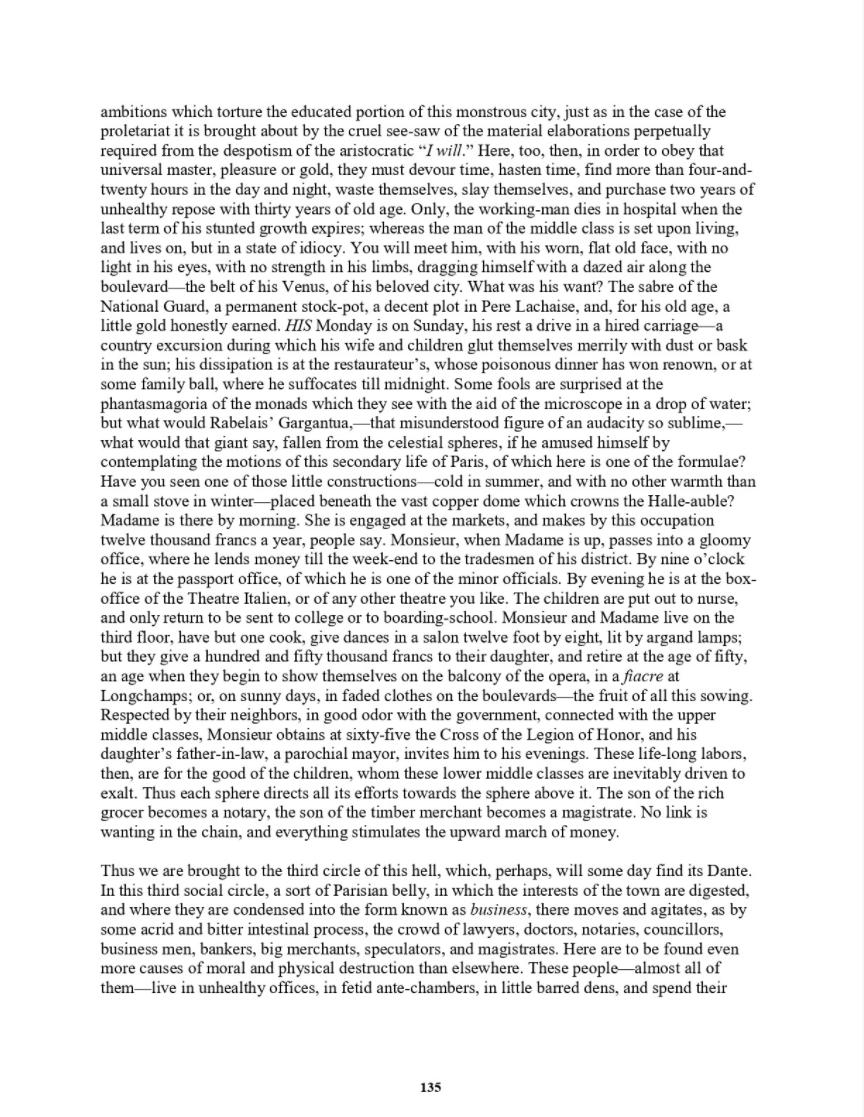 ambitions which torture the educated portion of this monstrous city, just as in the case of the
proletariat it is brought about by the cruel see-saw of the material elaborations perpetually
required from the despotism of the aristocratic “I will.” Here, too, then, in order to obey that
universal master, pleasure or gold, they must devour time, hasten time, find more than four-and-
twenty hours in the day and night, waste themselves, slay themselves, and purchase two years of
unhealthy repose with thirty years of old age. Only, the working-man dies in hospital when the
last term of his stunted growth expires; whereas the man of the middle class is set upon living,
and lives on, but in a state of idiocy. You will meet him, with his worn, flat old face, with no
light in his eyes, with no strength in his limbs, dragging himself with a dazed air along the
boulevard—the belt of his Venus, of his beloved city. What was his want? The sabre of the
National Guard, a permanent stock-pot, a decent plot in Pere Lachaise, and, for his old age, a
little gold honestly earned. HIS Monday is on Sunday, his rest a drive in a hired carriage—a
country excursion during which his wife and children glut themselves merrily with dust or bask
in the sun; his dissipation is at the restaurateur’s, whose poisonous dinner has won renown, or at
some family ball, where he suffocates till midnight. Some fools are surprised at the
phantasmagoria of the monads which they see with the aid of the microscope in a drop of water;
but what would Rabelais’ Gargantua,—that misunderstood figure of an audacity so sublime,—
what would that giant say, fallen from the celestial spheres, if he amused himself by
contemplating the motions of this secondary life of Paris, of which here is one of the formulae?
Have you seen one of those little constructions—cold in summer, and with no other warmth than
a small stove in winter—placed beneath the vast copper dome which crowns the Halle-auble?
Madame is there by morning. She is engaged at the markets, and makes by this occupation
twelve thousand francs a year, people say. Monsieur, when Madame is up, passes into a gloomy
office, where he lends money till the week-end to the tradesmen of his district. By nine o’clock
he is at the passport office, of which he is one of the minor officials. By evening he is at the box-
office of the Theatre Italien, or of any other theatre you like. The children are put out to nurse,
and only return to be sent to college or to boarding-school. Monsieur and Madame live on the
third floor, have but one cook, give dances in a salon twelve foot by eight, lit by argand lamps;
but they give a hundred and fifty thousand francs to their daughter, and retire at the age of fifty,
an age when they begin to show themselves on the balcony of the opera, in a fiacre at
Longchamps; or, on sunny days, in faded clothes on the boulevards—the fruit of all this sowing.
Respected by their neighbors, in good odor with the government, connected with the upper
middle classes, Monsieur obtains at sixty-five the Cross of the Legion of Honor, and his
daughter’s father-in-law, a parochial mayor, invites him to his evenings. These life-long labors,
then, are for the good of the children, whom these lower middle classes are inevitably driven to
exalt. Thus each sphere directs all its efforts towards the sphere above it. The son of the rich
grocer becomes a notary, the son of the timber merchant becomes a magistrate. No link is
wanting in the chain, and everything stimulates the upward march of money.
Thus we are brought to the third circle of this hell, which, perhaps, will some day find its Dante.
In this third social circle, a sort of Parisian belly, in which the interests of the town are digested,
and where they are condensed into the form known as business, there moves and agitates, as by
some acrid and bitter intestinal process, the crowd of lawyers, doctors, notaries, councillors,
business men, bankers, big merchants, speculators, and magistrates. Here are to be found even
more causes of moral and physical destruction than elsewhere. These people—almost all of
them—live in unhealthy offices, in fetid ante-chambers, in little barred dens, and spend their
135